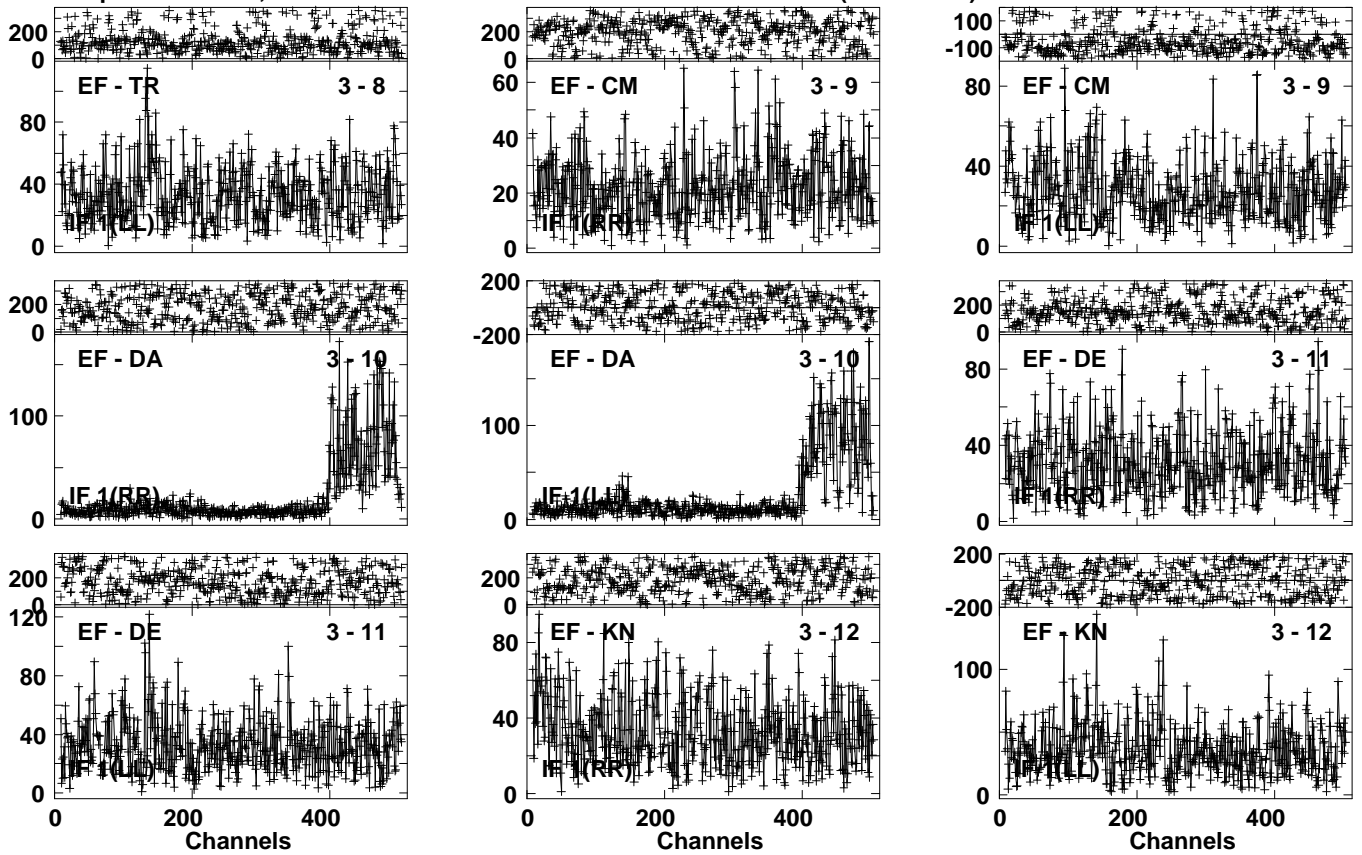 200
0
200
0
100
-100
EF - TR 3 - 8
EF - CM 3 - 9
EF - CM 3 - 9
80
40
0
60
40
20
0
80
40
0
IF 1(LL)
IF 1(RR)
IF 1(LL)
200
0
200
-200
200
0
EF - DA 3 - 10
EF - DA 3 - 10
EF - DE 3 - 11
100
0
100
0
80
40
0
IF 1(RR)
IF 1(LL)
IF 1(RR)
200
0
200
0
200
-200
EF - DE 3 - 11
EF - KN 3 - 12
EF - KN 3 - 12
120
80
40
0
80
40
0
100
50
0
IF 1(LL)
IF 1(RR)
IF 1(LL)
0 200 400
0 200 400
0 200 400
Channels
Channels
Channels